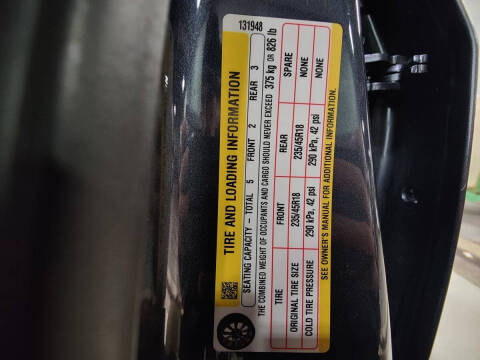 131948
TIRE AND LOADING INFORMATION
SEATING CAPACITY – TOTAL 5 FRONT 2 REAR 3
THE COMBINED WEIGHT OF OCCUPANTS AND CARGO SHOULD NEVER EXCEED 375 kg OR 826 lb
TIRE FRONT REAR SPARE
ORIGINAL TIRE SIZE 235/45R18 235/45R18 NONE
COLD TIRE PRESSURE 290 kPa, 42 psi 290 kPa, 42 psi NONE
SEE OWNER'S MANUAL FOR ADDITIONAL INFORMATION.